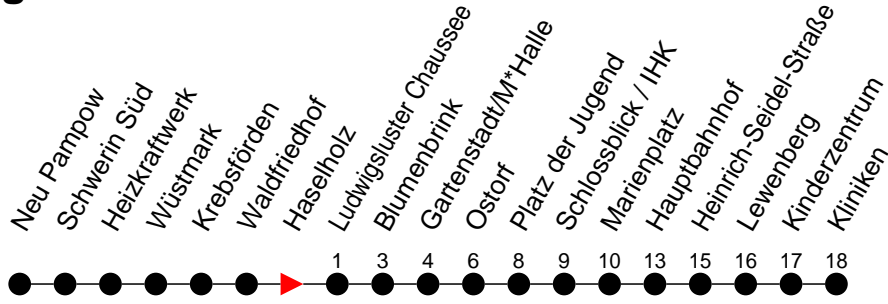 Neu Pampow
Schwerin Süd
Heizkraftwerk
Wüstmark
Krebsförden
Waldfriedhof
Haselholz
Ludwigsluster Chaussee
Blumenbrink
Gartenstadt/M*Halle
Ostorf
Platz der Jugend
Schlossblick / IHK
Marienplatz
Hauptbahnhof
Heinrich-Seidel-Straße
Lewenberg
Kinderzentrum
Kliniken
1 3 4 6 8 9 10 13 15 16 17 18